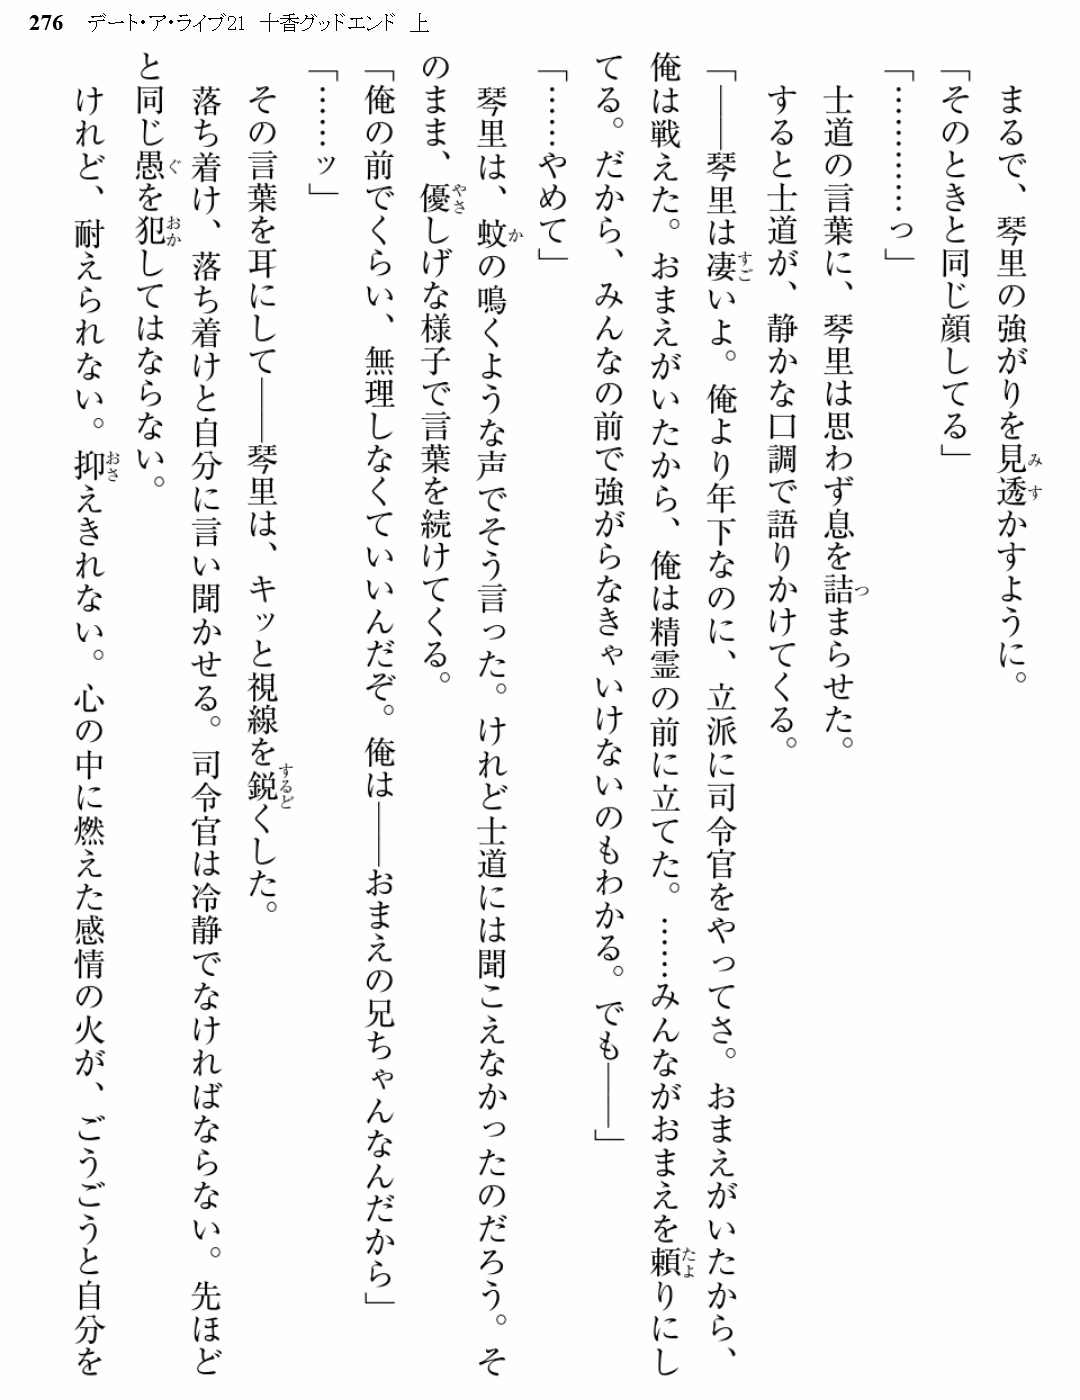 276 デート・ア・ライブ21 十香グッドエンド 上
まるで、琴里の強がりを見透かすように。
「そのときと同じ顔してる」
「…………っ」
士道の言葉に、琴里は思わず息を詰まらせた。
すると士道が、静かな口調で語りかけてくる。
「――琴里は凄いよ。俺より年下なのに、立派に司令官をやってさ。おまえがいたから、
俺は戦えた。おまえがいたから、俺は精霊の前に立てた。……みんながおまえを頼りにし
てる。だから、みんなの前で強がらなきゃいけないのもわかる。でも――」
「……やめて」
琴里は、蚊の鳴くような声でそう言った。けれど士道には聞こえなかったのだろう。そ
のまま、優しげな様子で言葉を続けてくる。
「俺の前でくらい、無理しなくていいんだぞ。俺は――おまえの兄ちゃんなんだから」
「……ッ」
その言葉を耳にして――琴里は、キッと視線を鋭くした。
落ち着け、落ち着けと自分に言い聞かせる。司令官は冷静でなければならない。先ほど
と同じ愚を犯してはならない。
けれど、耐えられない。抑えきれない。心の中に燃えた感情の火が、ごうごうと自分を